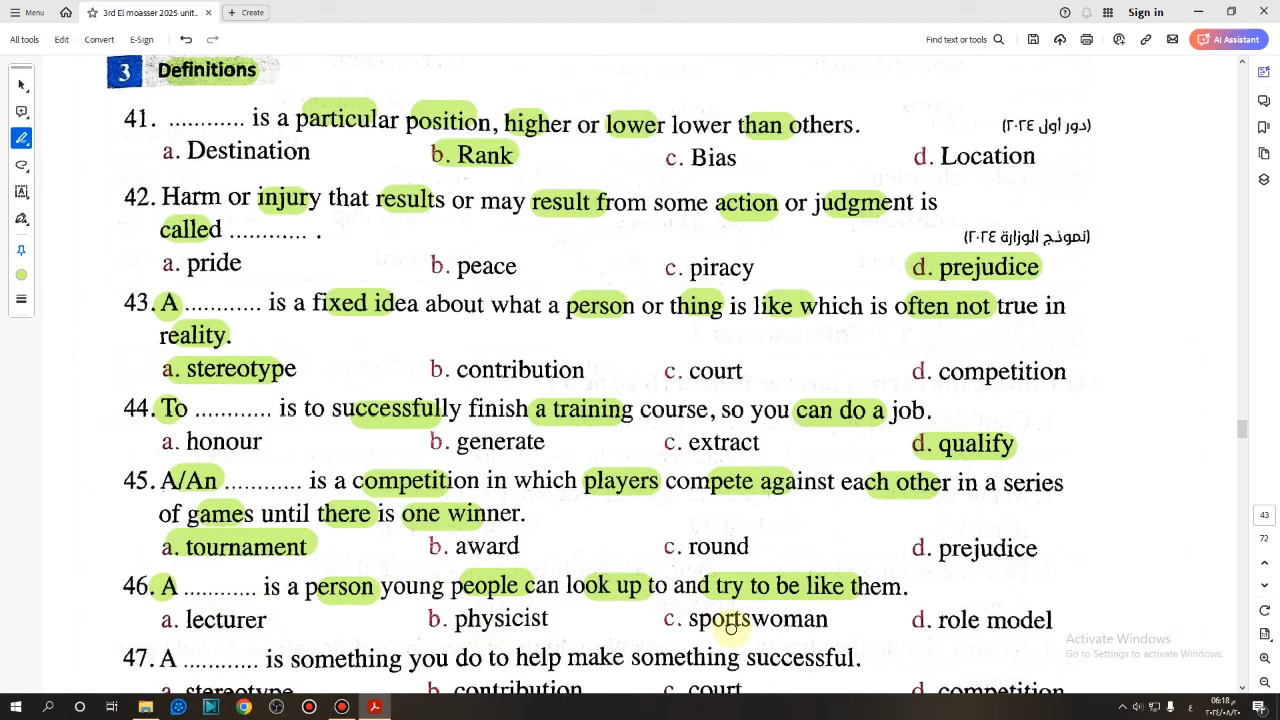 Menu
3rd El moasser 2025 unit...
Create
Sign in
All tools
Edit
Convert
E-Sign
Find text or tools
AI Assistant
3 Definitions
41. ............ is a particular position, higher or lower lower than others. (دور أول ٢٠٢٤)
a. Destination b. Rank c. Bias d. Location
42. Harm or injury that results or may result from some action or judgment is
called ............ . (نموذج الوزارة ٢٠٢٤)
a. pride b. peace c. piracy d. prejudice
43. A ............ is a fixed idea about what a person or thing is like which is often not true in
reality.
a. stereotype b. contribution c. court d. competition
44. To ............ is to successfully finish a training course, so you can do a job.
a. honour b. generate c. extract d. qualify
45. A/An ............ is a competition in which players compete against each other in a series
of games until there is one winner.
a. tournament b. award c. round d. prejudice
46. A ............ is a person young people can look up to and try to be like them.
a. lecturer b. physicist c. sportswoman d. role model
47. A ............ is something you do to help make something successful.
a. stereotype b. contribution c. court d. competition
43
72
Activate Windows
Go to Settings to activate Windows.
06:18 م